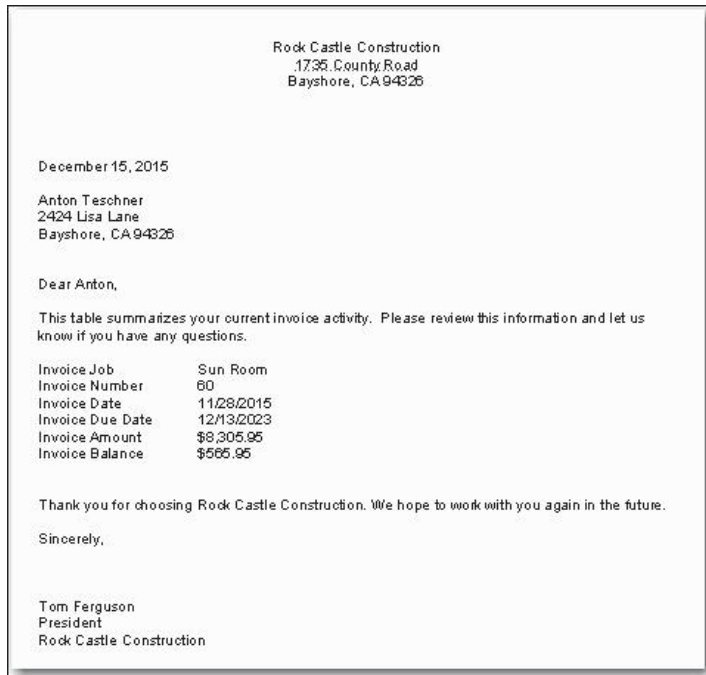 Rock Castle Construction
1735 County Road
Bayshore, CA 94326
December 15, 2015
Anton Teschner
2424 Lisa Lane
Bayshore, CA 94326
Dear Anton,
This table summarizes your current invoice activity. Please review this information and let us
know if you have any questions.
Invoice Job Sun Room
Invoice Number 60
Invoice Date 11/28/2015
Invoice Due Date 12/13/2023
Invoice Amount $8,305.95
Invoice Balance $565.95
Thank you for choosing Rock Castle Construction. We hope to work with you again in the future.
Sincerely,
Tom Ferguson
President
Rock Castle Construction